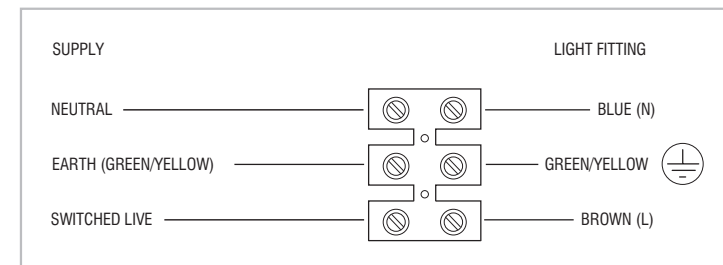 SUPPLY LIGHT FITTING
NEUTRAL BLUE (N)
EARTH (GREEN/YELLOW) GREEN/YELLOW
SWITCHED LIVE BROWN (L)